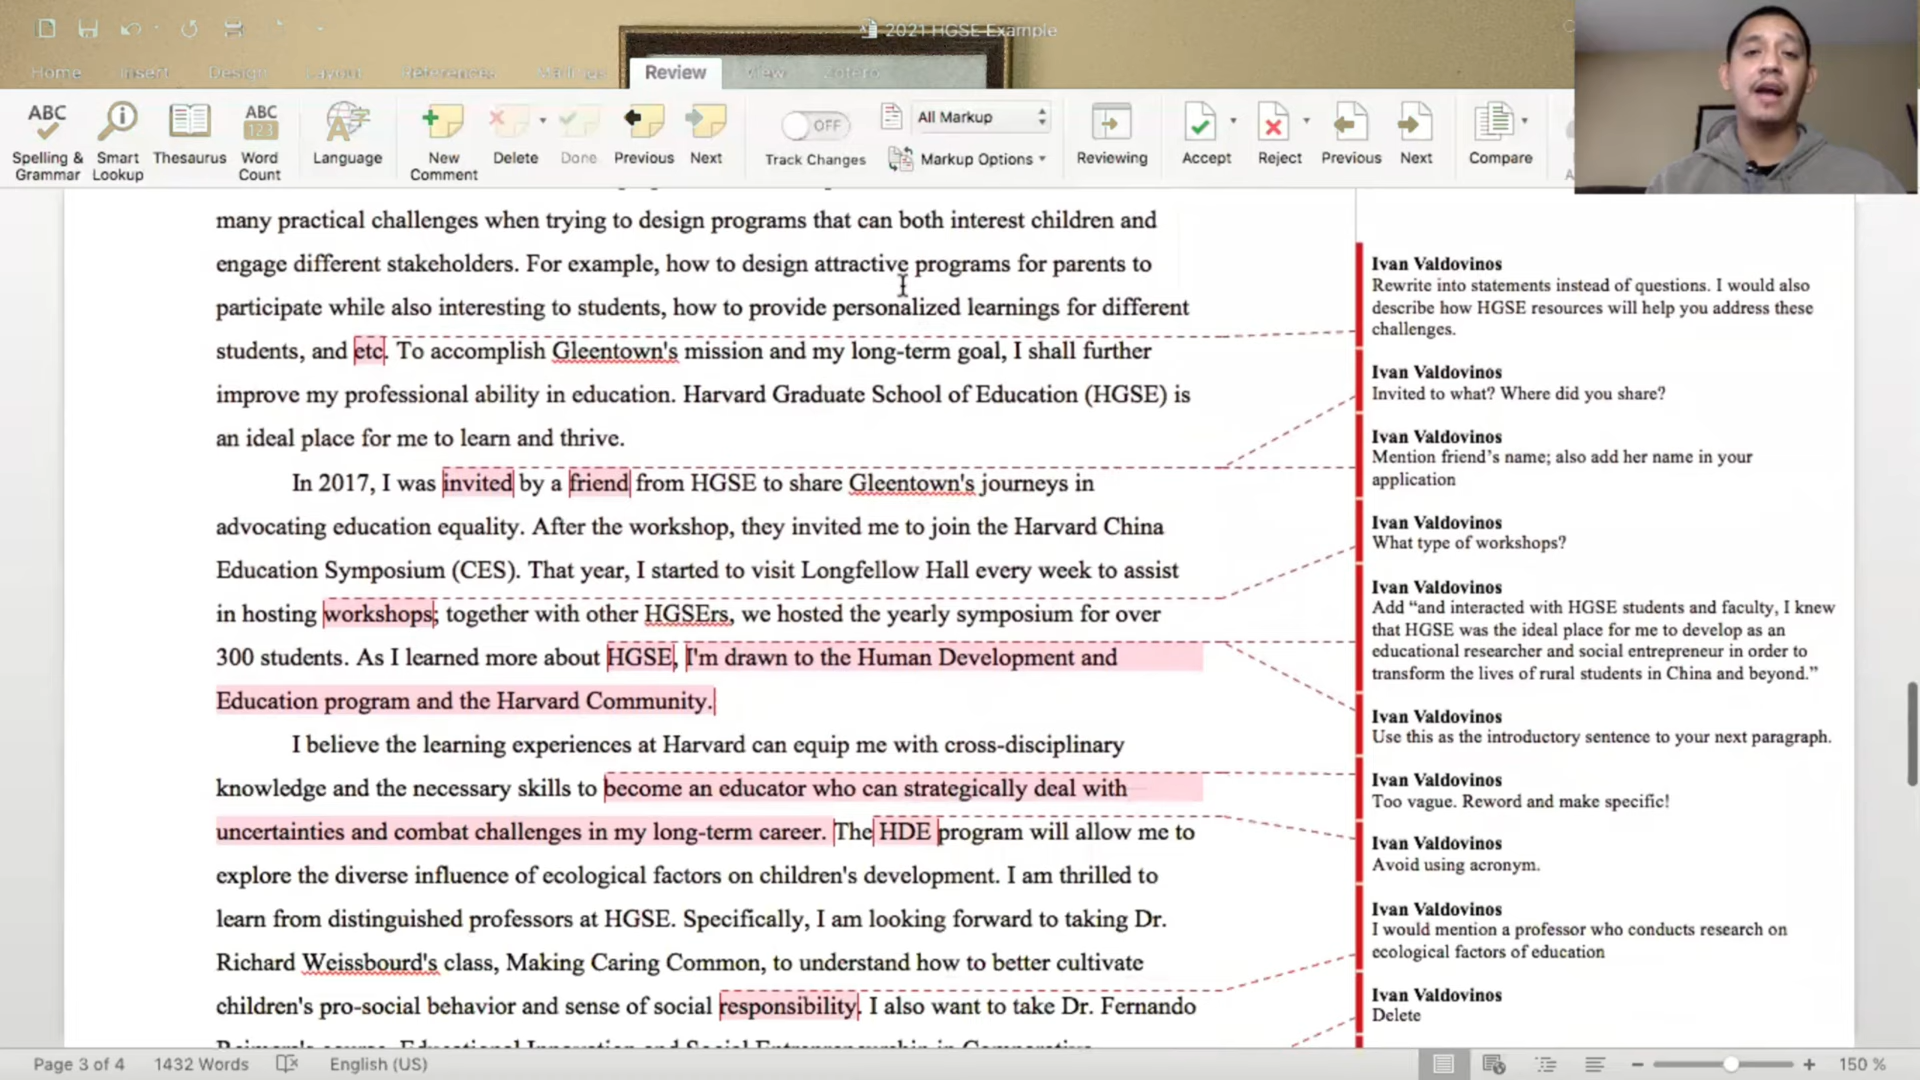 2021 HGSE Example
Home Insert Design Layout References Mailings Review View Zotero
ABC ABC
123
OFF
All Markup
Spelling & Grammar
Smart Lookup
Thesaurus
Word Count
Language
New Comment
Delete
Done
Previous
Next
Track Changes
Markup Options
Reviewing
Accept
Reject
Previous
Next
Compare
many practical challenges when trying to design programs that can both interest children and
engage different stakeholders. For example, how to design attractive programs for parents to
participate while also interesting to students, how to provide personalized learnings for different
students, and etc. To accomplish Gleentown's mission and my long-term goal, I shall further
improve my professional ability in education. Harvard Graduate School of Education (HGSE) is
an ideal place for me to learn and thrive.
In 2017, I was invited by a friend from HGSE to share Gleentown's journeys in
advocating education equality. After the workshop, they invited me to join the Harvard China
Education Symposium (CES). That year, I started to visit Longfellow Hall every week to assist
in hosting workshops; together with other HGSErs, we hosted the yearly symposium for over
300 students. As I learned more about HGSE, I'm drawn to the Human Development and
Education program and the Harvard Community.
I believe the learning experiences at Harvard can equip me with cross-disciplinary
knowledge and the necessary skills to become an educator who can strategically deal with
uncertainties and combat challenges in my long-term career. The HDE program will allow me to
explore the diverse influence of ecological factors on children's development. I am thrilled to
learn from distinguished professors at HGSE. Specifically, I am looking forward to taking Dr.
Richard Weissbourd's class, Making Caring Common, to understand how to better cultivate
children's pro-social behavior and sense of social responsibility. I also want to take Dr. Fernando
Ivan Valdovinos
Rewrite into statements instead of questions. I would also
describe how HGSE resources will help you address these
challenges.
Ivan Valdovinos
Invited to what? Where did you share?
Ivan Valdovinos
Mention friend's name; also add her name in your
application
Ivan Valdovinos
What type of workshops?
Ivan Valdovinos
Add “and interacted with HGSE students and faculty, I knew
that HGSE was the ideal place for me to develop as an
educational researcher and social entrepreneur in order to
transform the lives of rural students in China and beyond.”
Ivan Valdovinos
Use this as the introductory sentence to your next paragraph.
Ivan Valdovinos
Too vague. Reword and make specific!
Ivan Valdovinos
Avoid using acronym.
Ivan Valdovinos
I would mention a professor who conducts research on
ecological factors of education
Ivan Valdovinos
Delete
Page 3 of 4 1432 Words English (US) 150 %